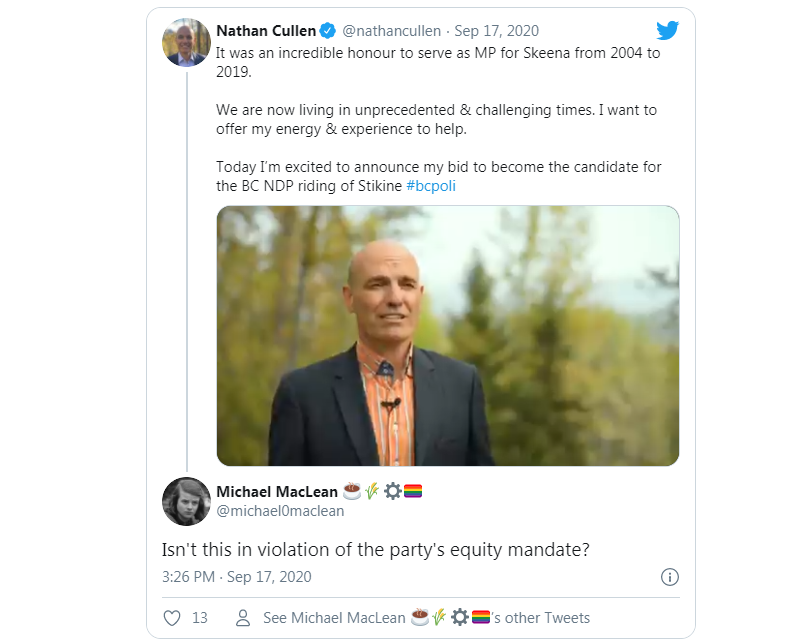 Nathan Cullen @nathancullen · Sep 17, 2020
It was an incredible honour to serve as MP for Skeena from 2004 to
2019.
We are now living in unprecedented & challenging times. I want to
offer my energy & experience to help.
Today I'm excited to announce my bid to become the candidate for
the BC NDP riding of Stikine #bcpoli
Michael MacLean ☕🌾⚙️🏳️‍🌈
@michael0maclean
Isn't this in violation of the party's equity mandate?
3:26 PM · Sep 17, 2020
13 See Michael MacLean ☕🌾⚙️🏳️‍🌈's other Tweets